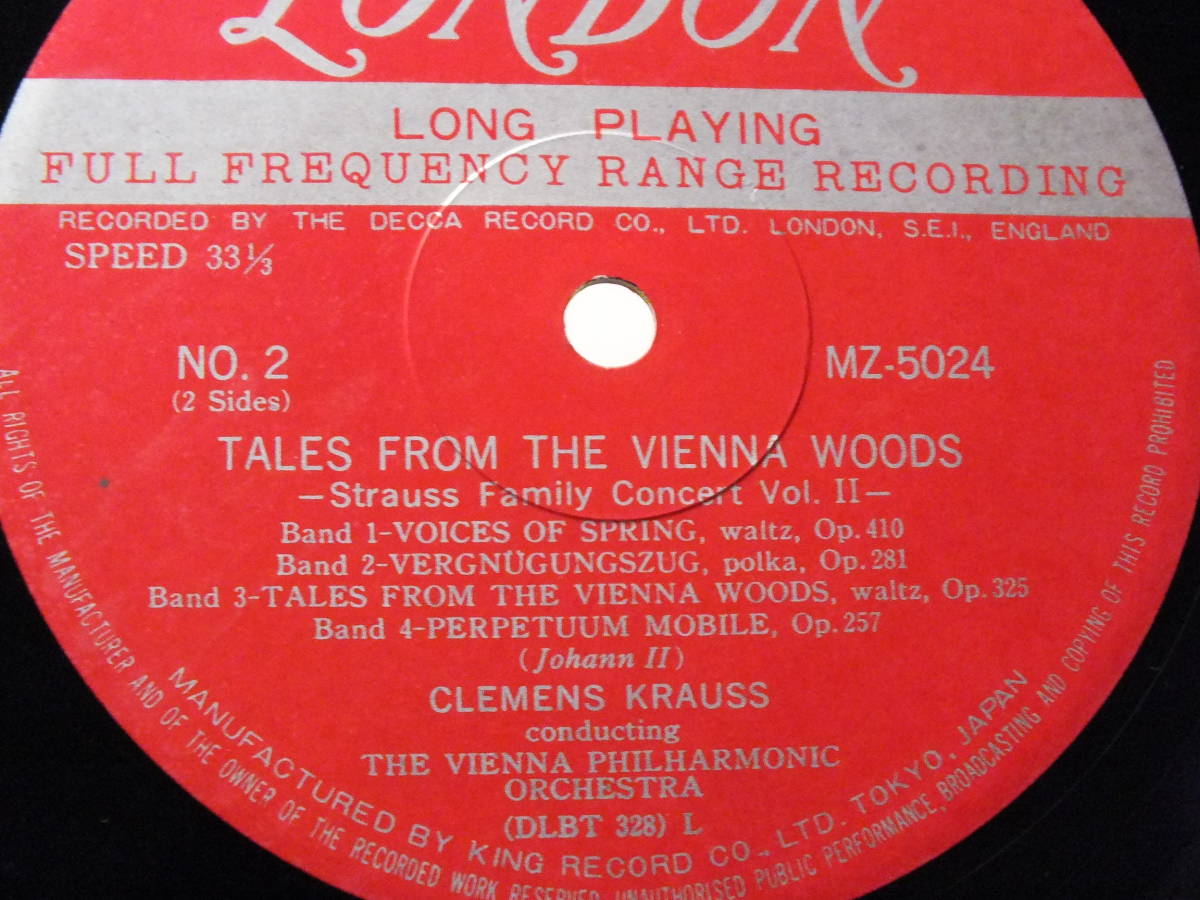 LONDON
LONG PLAYING
FULL FREQUENCY RANGE RECORDING
RECORDED BY THE DECCA RECORD CO., LTD. LONDON, S.E.I., ENGLAND
SPEED 33⅓
NO. 2
MZ-5024
(2 Sides)
TALES FROM THE VIENNA WOODS
—Strauss Family Concert Vol. II—
Band 1-VOICES OF SPRING, waltz, Op. 410
Band 2-VERGNÜGUNGSZUG, polka, Op. 281
Band 3-TALES FROM THE VIENNA WOODS, waltz, Op. 325
Band 4-PERPETUUM MOBILE, Op. 257
(Johann II)
CLEMENS KRAUSS
conducting
THE VIENNA PHILHARMONIC
ORCHESTRA
(DLBT 328) L
MANUFACTURED BY KING RECORD CO., LTD. TOKYO, JAPAN
ALL RIGHTS OF THE MANUFACTURER AND OF THE OWNER OF THE RECORDED WORK RESERVED UNAUTHORISED PUBLIC PERFORMANCE, BROADCASTING AND COPYING OF THIS RECORD PROHIBITED